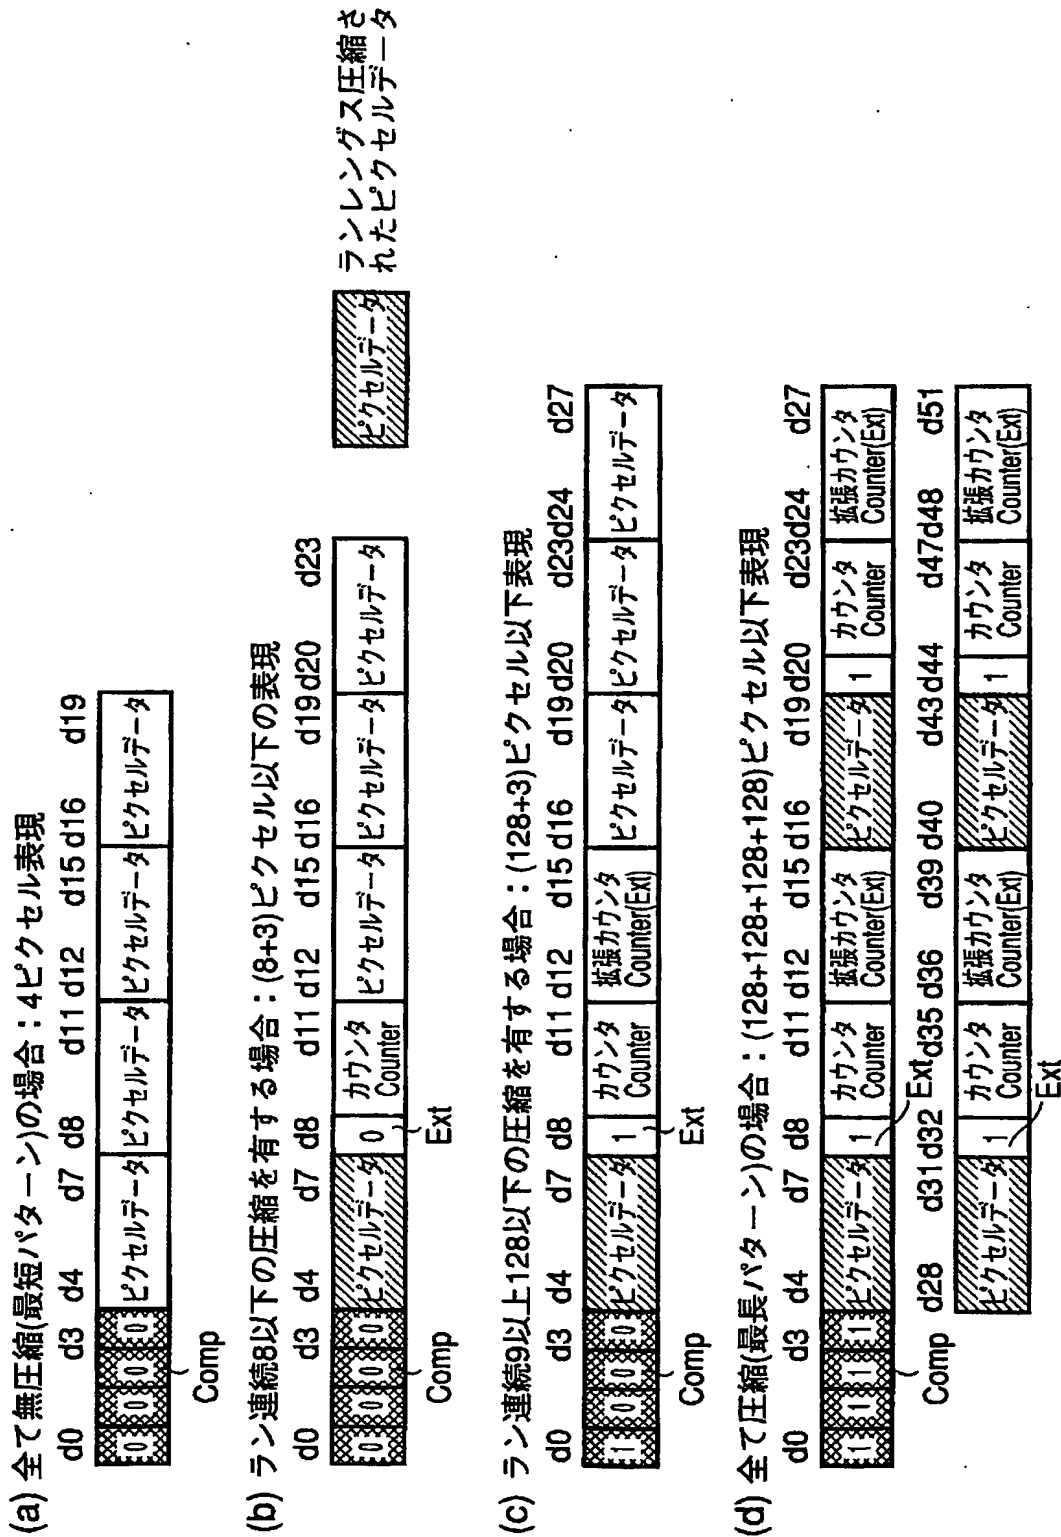 (a) 全て無圧縮(最短パターン)の場合：4ピクセル表現
d0 d3 d4 d7 d8 d11 d12 d15 d16 d19
0 0 0 0 ピクセルデータ ピクセルデータ ピクセルデータ ピクセルデータ
Comp
(b) ラン連続8以下の圧縮を有する場合：(8+3)ピクセル以下の表現
d0 d3 d4 d7 d8 d11 d12 d15 d16 d19 d20 d23
0 0 0 0 ピクセルデータ 0 カウンタ Counter ピクセルデータ ピクセルデータ ピクセルデータ
Comp Ext
ピクセルデータ
ランレングス圧縮さ
れたピクセルデータ
(c) ラン連続9以上128以下の圧縮を有する場合：(128+3)ピクセル以下表現
d0 d3 d4 d7 d8 d11 d12 d15 d16 d19 d20 d23 d24 d27
1 0 0 0 ピクセルデータ 1 カウンタ Counter 拡張カウンタ Counter(Ext) ピクセルデータ ピクセルデータ ピクセルデータ
Comp Ext
(d) 全て圧縮(最長パターン)の場合：(128+128+128+128)ピクセル以下表現
d0 d3 d4 d7 d8 d11 d12 d15 d16 d19 d20 d23 d24 d27
1 1 1 1 ピクセルデータ 1 カウンタ Counter 拡張カウンタ Counter(Ext) ピクセルデータ 1 カウンタ Counter 拡張カウンタ Counter(Ext)
Comp Ext
d28 d31 d32 d35 d36 d39 d40 d43 d44 d47 d48 d51
ピクセルデータ 1 カウンタ Counter 拡張カウンタ Counter(Ext) ピクセルデータ 1 カウンタ Counter 拡張カウンタ Counter(Ext)
Ext